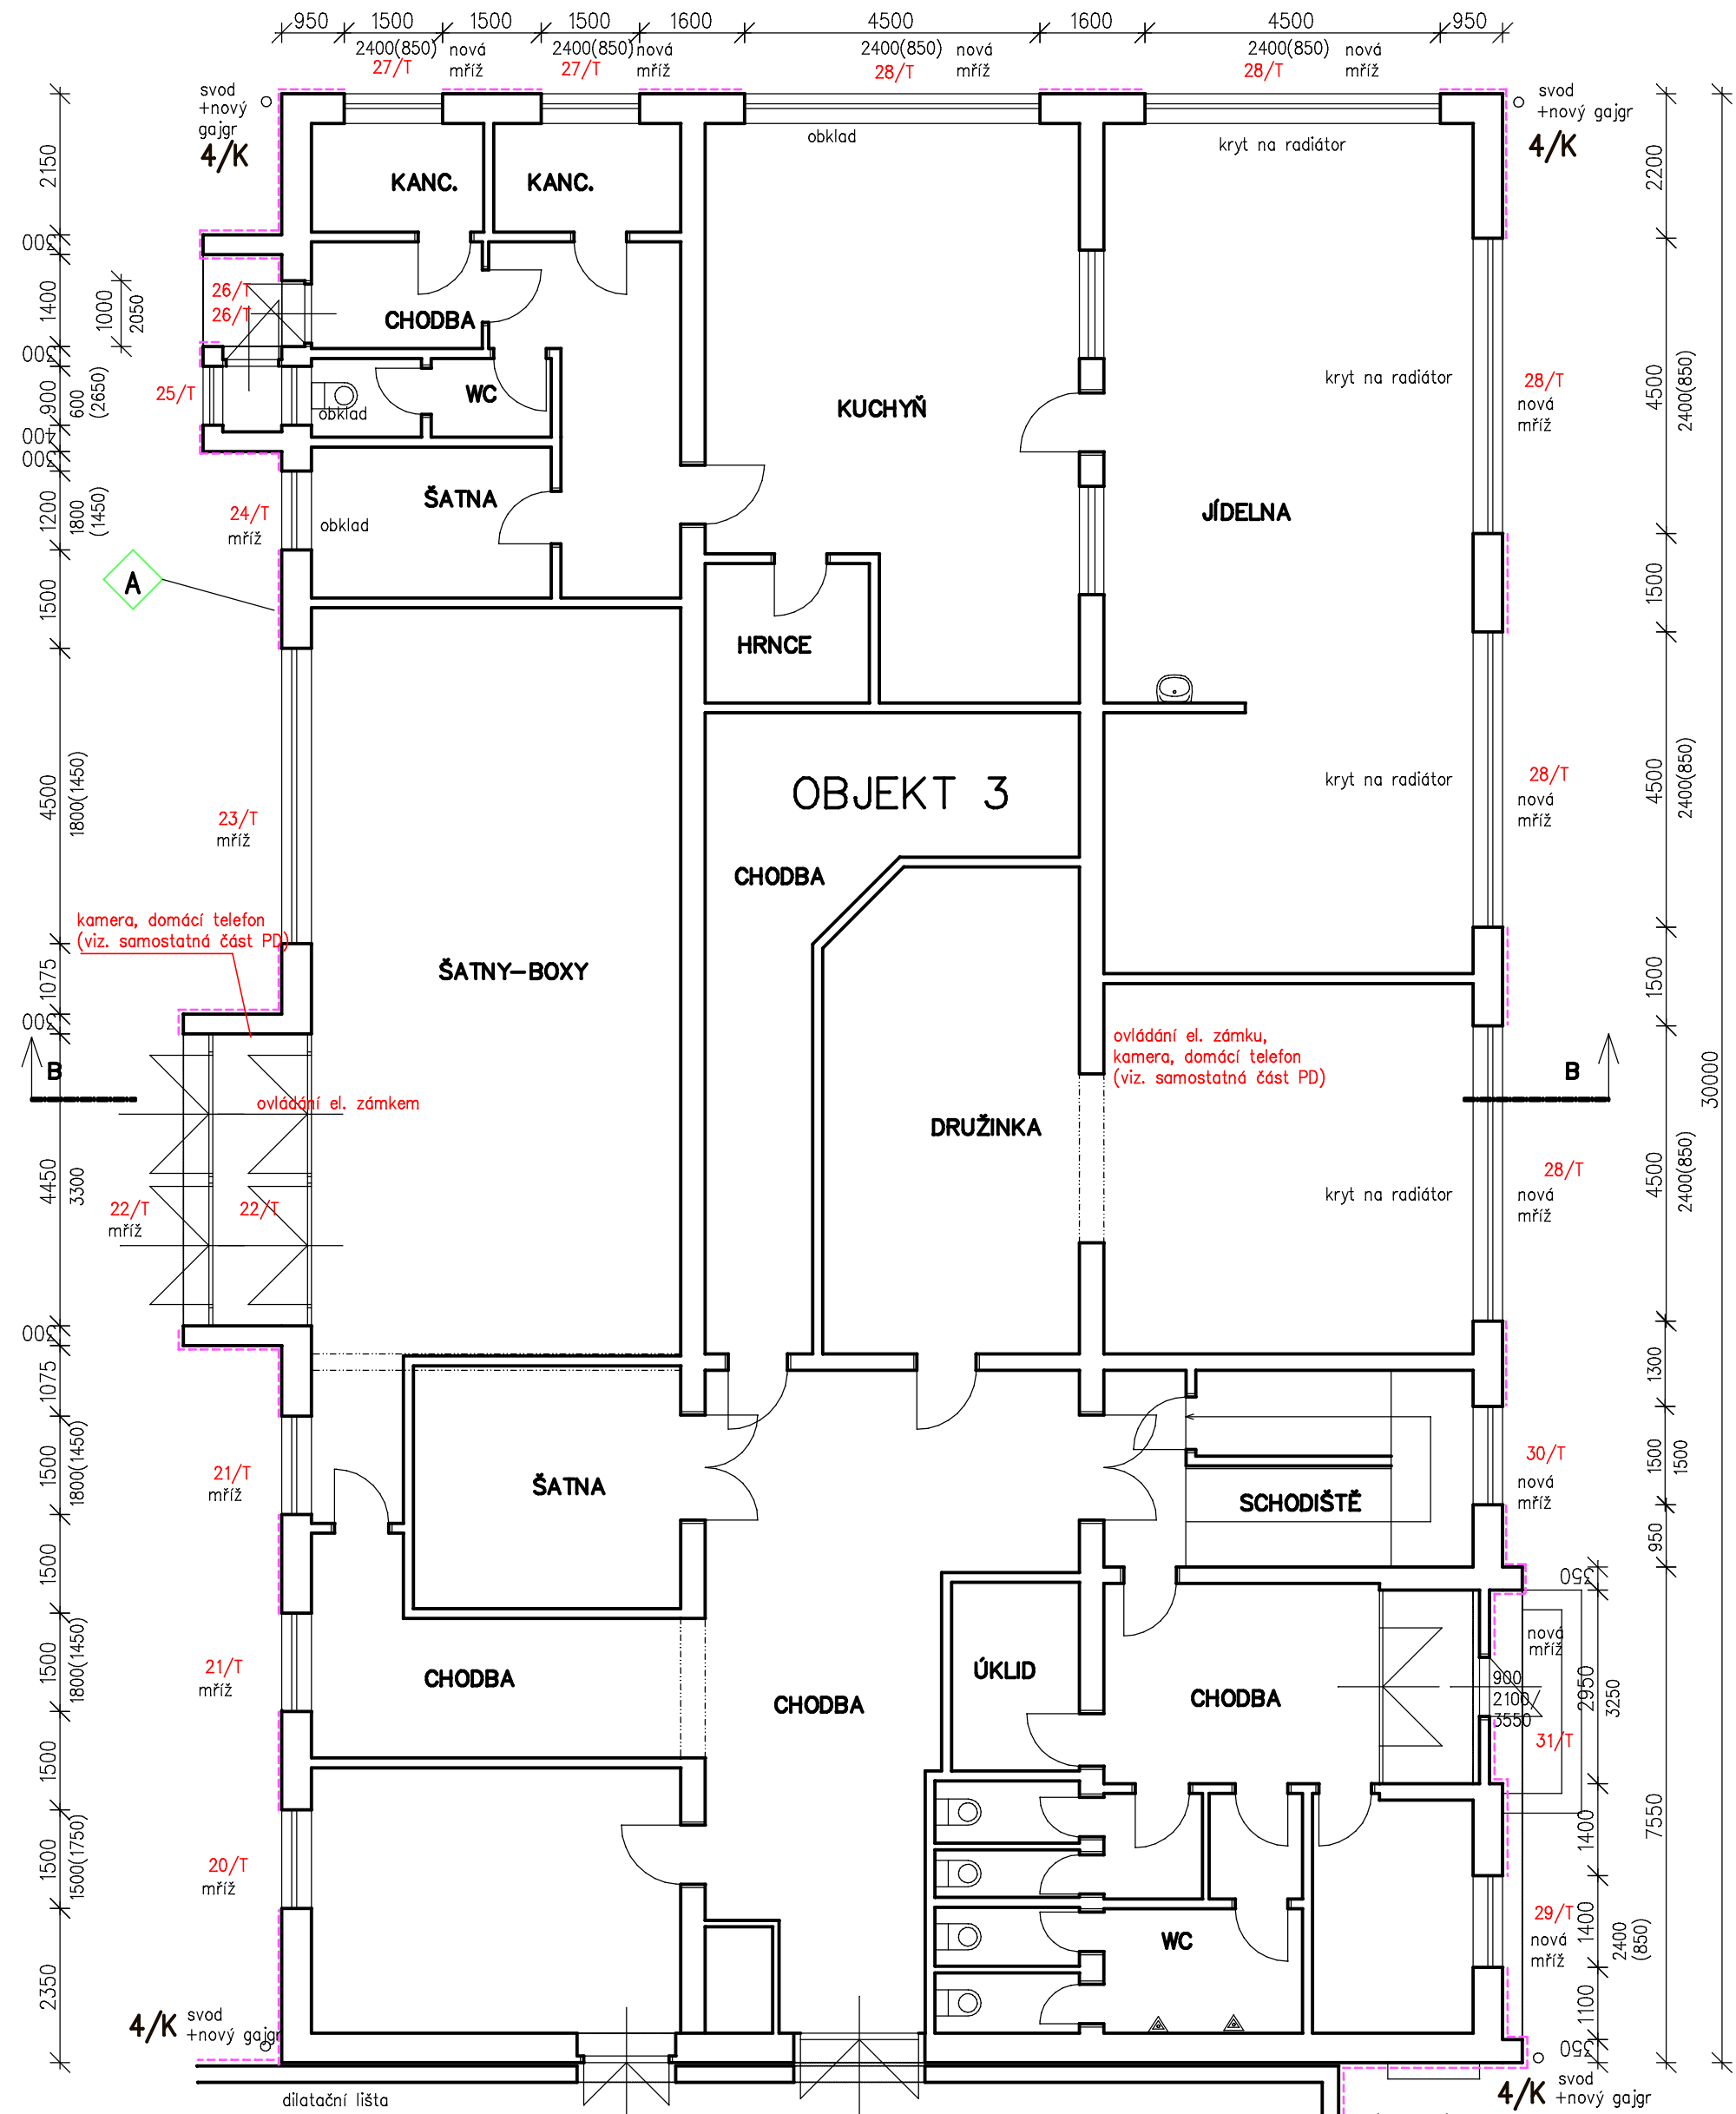 950 1500 1500 1500 1600 4500 1600 4500 950
2400(850) nová 2400(850) nová 2400(850) nová 2400(850) nová
27/T mříž 27/T mříž 28/T mříž 28/T mříž
svod
+nový
gajgr
4/K
svod
+nový gajgr
4/K
obklad
kryt na radiátor
KANC. KANC.
2150
2200
1400
1000
2050
26/T
26/T
CHODBA
25/T
900
600
(2650)
WC
obklad
KUCHYŇ
kryt na radiátor
28/T
nová
mříž
4500
2400(850)
24/T
mříž
1200
1800
(1450)
ŠATNA
obklad
JÍDELNA
A
1500
1500
HRNCE
OBJEKT 3
4500
1800(1450)
23/T
mříž
kryt na radiátor
28/T
nová
mříž
4500
2400(850)
CHODBA
kamera, domácí telefon
(viz. samostatná část PD)
ŠATNY-BOXY
1075
1500
ovládání el. zámku,
kamera, domácí telefon
(viz. samostatná část PD)
B
B
30000
ovládání el. zámkem
DRUŽINKA
4450
3300
22/T
mříž
22/T
kryt na radiátor
28/T
nová
mříž
4500
2400(850)
1075
1300
1500
1800(1450)
21/T
mříž
ŠATNA
SCHODIŠTĚ
30/T
nová
mříž
1500
1500
1500
950
350
1500
1800(1450)
21/T
mříž
CHODBA
CHODBA
ÚKLID
CHODBA
nová
mříž
900
2100/
3550
2950
3250
31/T
1500
1500
1500(1750)
20/T
mříž
1400
7550
WC
29/T
nová
mříž
1400
2400
(850)
2350
1100
350
4/K
svod
+nový gajgr
dilatační lišta
4/K
svod
+nový gajgr